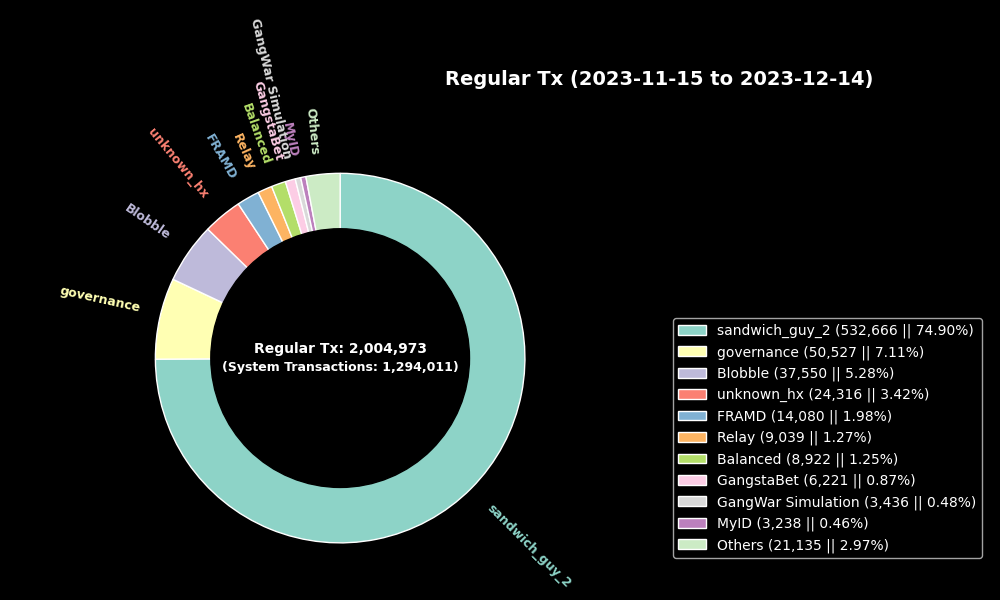 Regular Tx (2023-11-15 to 2023-12-14)
GangWar Simulation
GangstaBet
Balanced
MyID
Others
Relay
FRAMD
unknown_hx
Blobble
governance
Regular Tx: 2,004,973
(System Transactions: 1,294,011)
sandwich_guy_2
sandwich_guy_2 (532,666 || 74.90%)
governance (50,527 || 7.11%)
Blobble (37,550 || 5.28%)
unknown_hx (24,316 || 3.42%)
FRAMD (14,080 || 1.98%)
Relay (9,039 || 1.27%)
Balanced (8,922 || 1.25%)
GangstaBet (6,221 || 0.87%)
GangWar Simulation (3,436 || 0.48%)
MyID (3,238 || 0.46%)
Others (21,135 || 2.97%)